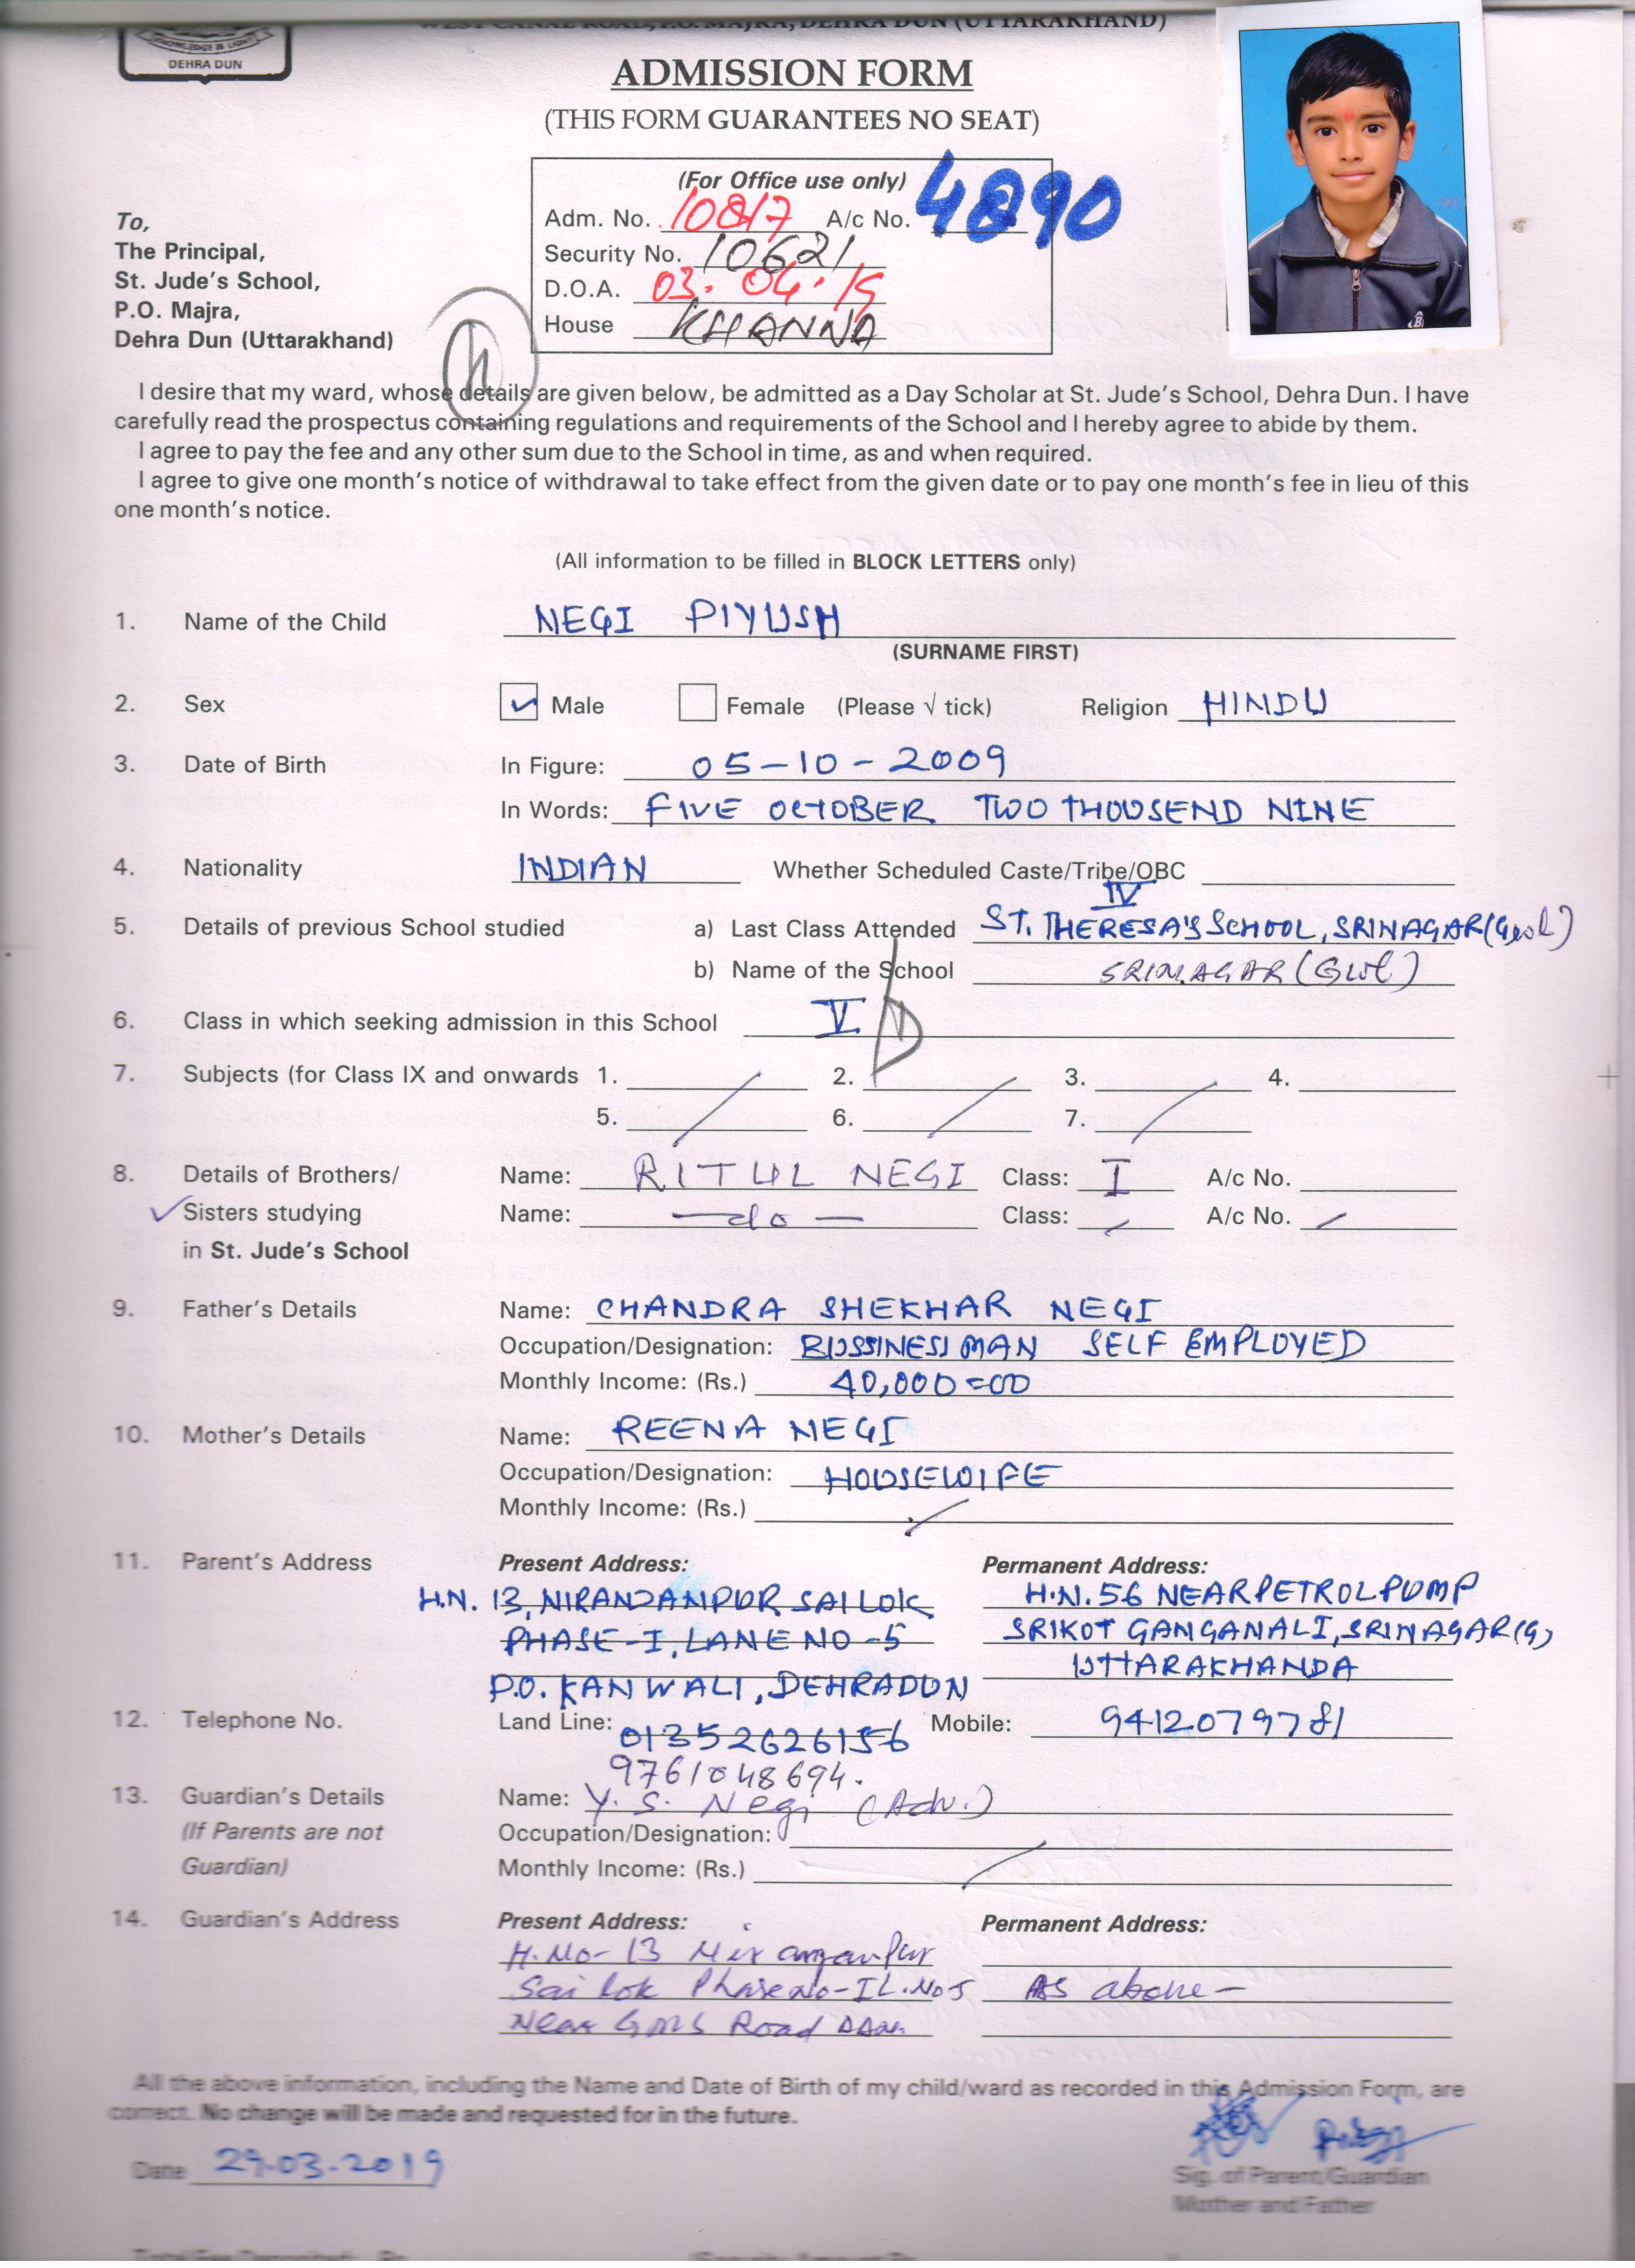 WEST CANAL ROAD, P.O. MAJRA, DEHRA DUN (UTTARAKHAND)
KNOWLEDGE IS LIGHT
DEHRA DUN
ADMISSION FORM
(THIS FORM GUARANTEES NO SEAT)
(For Office use only)
Adm. No. 10817 A/c No. 4890
Security No. 10621
D.O.A. 03.04.19
House KHANNA
To,
The Principal,
St. Jude's School,
P.O. Majra,
Dehra Dun (Uttarakhand)
I desire that my ward, whose details are given below, be admitted as a Day Scholar at St. Jude's School, Dehra Dun. I have
carefully read the prospectus containing regulations and requirements of the School and I hereby agree to abide by them.
I agree to pay the fee and any other sum due to the School in time, as and when required.
I agree to give one month's notice of withdrawal to take effect from the given date or to pay one month's fee in lieu of this
one month's notice.
(All information to be filled in BLOCK LETTERS only)
1. Name of the Child NEGI PIYUSH
(SURNAME FIRST)
2. Sex Male Female (Please √ tick) Religion HINDU
3. Date of Birth In Figure: 05-10-2009
In Words: FIVE OCTOBER TWO THOUSEND NINE
4. Nationality INDIAN Whether Scheduled Caste/Tribe/OBC
IV
5. Details of previous School studied a) Last Class Attended ST. THERESA'S SCHOOL, SRINAGAR (Gwl)
b) Name of the School SRINAGAR (Gwl)
6. Class in which seeking admission in this School V
7. Subjects (for Class IX and onwards 1. 2. 3. 4.
5. 6. 7.
8. Details of Brothers/ Name: RITUL NEGI Class: I A/c No.
Sisters studying Name: — do — Class: A/c No.
in St. Jude's School
9. Father's Details Name: CHANDRA SHEKHAR NEGI
Occupation/Designation: BUSSINESS MAN SELF EMPLOYED
Monthly Income: (Rs.) 40,000=00
10. Mother's Details Name: REENA NEGI
Occupation/Designation: HOUSEWIFE
Monthly Income: (Rs.)
11. Parent's Address Present Address: Permanent Address:
H.N. 13, NIRANJANPUR SAI LOK H.N. 56 NEAR PETROL PUMP
PHASE-I, LANE NO-5 SRIKOT GANGANALI, SRINAGAR (G)
P.O. KANWALI, DEHRADUN UTTARAKHANDA
12. Telephone No. Land Line: 01352626156 Mobile: 9412079781
9761048694.
13. Guardian's Details Name: Y. S. Negi (Adv.)
(If Parents are not Occupation/Designation:
Guardian) Monthly Income: (Rs.)
14. Guardian's Address Present Address: Permanent Address:
H.No-13 Niranjanpur
Sai Lok Phase No-I L.No 5 As above -
Near GMS Road DDun
All the above information, including the Name and Date of Birth of my child/ward as recorded in this Admission Form, are
correct. No change will be made and requested for in the future.
Date 29.03.2019
Sig. of Parent/Guardian
Mother and Father